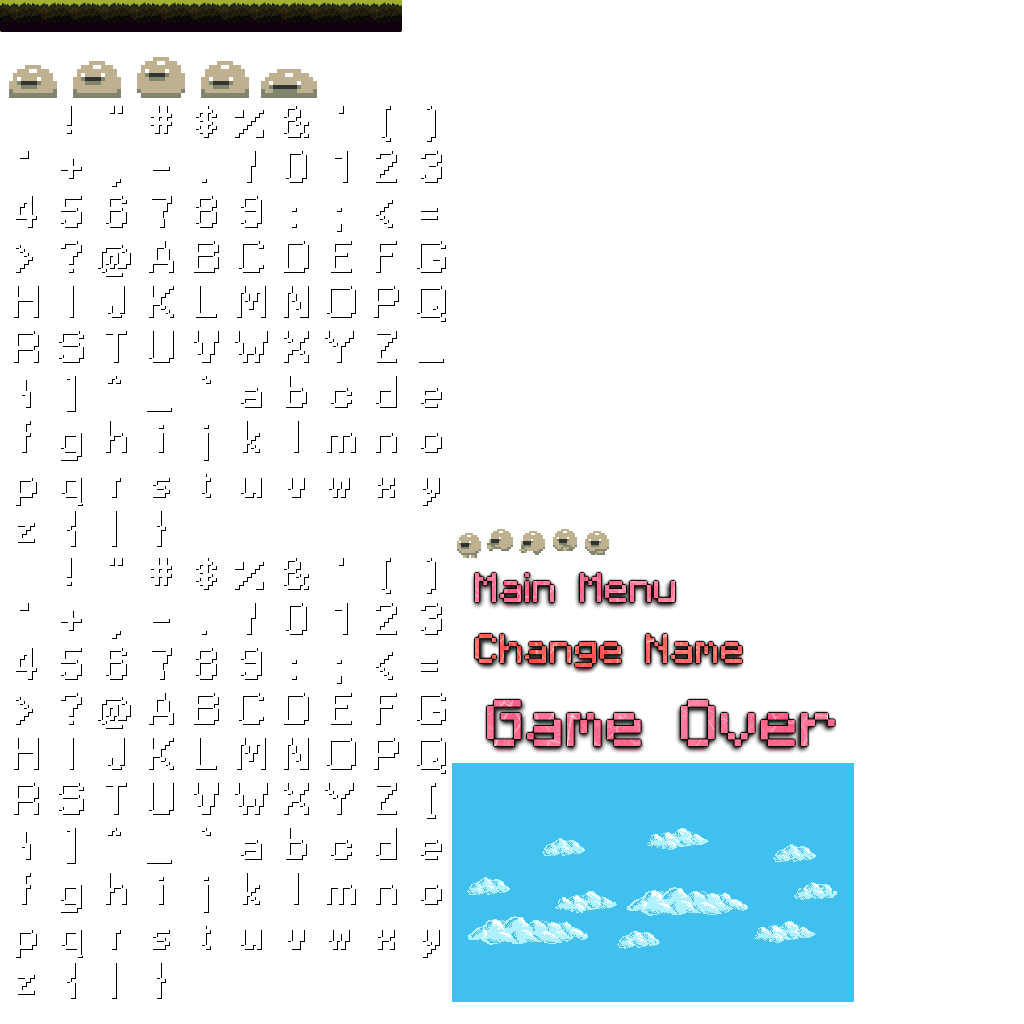 ! " # $ % & ' ( )
* + , - . / 0 1 2 3
4 5 6 7 8 9 : ; < =
> ? @ A B C D E F G
H I J K L M N O P Q
R S T U V W X Y Z _
\ ] ^ _ ` a b c d e
f g h i j k l m n o
p q r s t u v w x y
z { | }
! " # $ % & ' ( )
* + , - . / 0 1 2 3
4 5 6 7 8 9 : ; < =
> ? @ A B C D E F G
H I J K L M N O P Q
R S T U V W X Y Z [
\ ] ^ _ ` a b c d e
f g h i j k l m n o
p q r s t u v w x y
z { | }
Main Menu
Change Name
Game Over